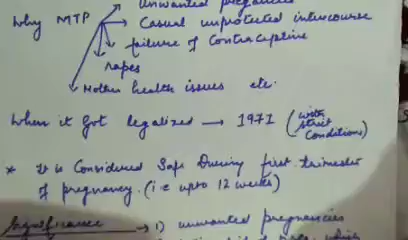 unwanted pregnancies
Why MTP → Casual unprotected intercourse
→ failure of Contraceptive
rapes
Mother health issues etc.
When it Got legalized → 1971 (with strict Conditions)
* It is Considered Safe During first trimester
of pregnancy. (i.e upto 12 weeks)
Significance → 1) unwanted pregnancies